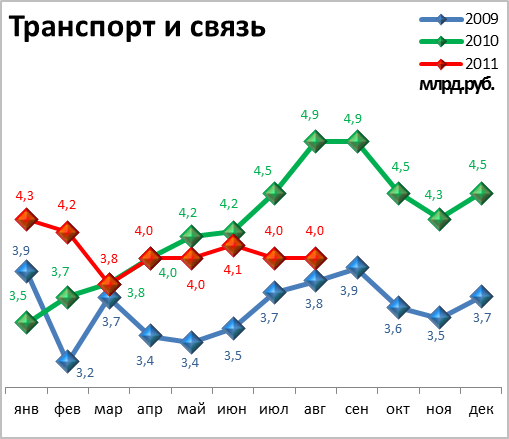 Транспорт и связь
2009
2010
2011
млрд.руб.
4,9 4,9
4,5 4,5 4,5
4,3 4,2 4,2 4,2 4,3
3,9 3,8 4,0 4,0 4,0
3,7 4,0 4,1
3,5 3,8 4,0 3,9
3,7 3,7 3,8 3,7
3,4 3,4 3,5 3,6 3,5
3,2
янв фев мар апр май июн июл авг сен окт ноя дек